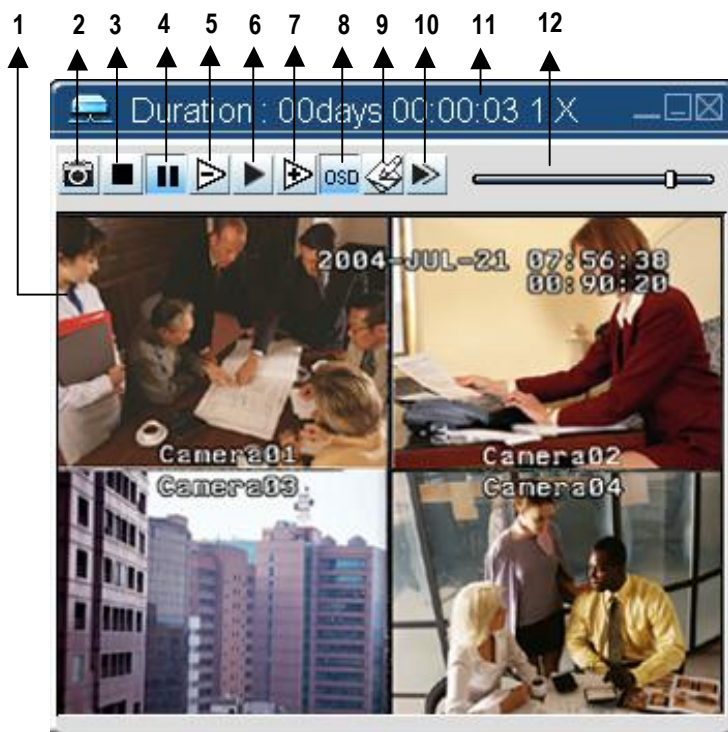 1 2 3 4 5 6 7 8 9 10 11 12
Duration : 00days 00:00:03 1 X
OSD
2004-JUL-21 07:56:38
00:90:20
Camera01
Camera02
Camera03
Camera04